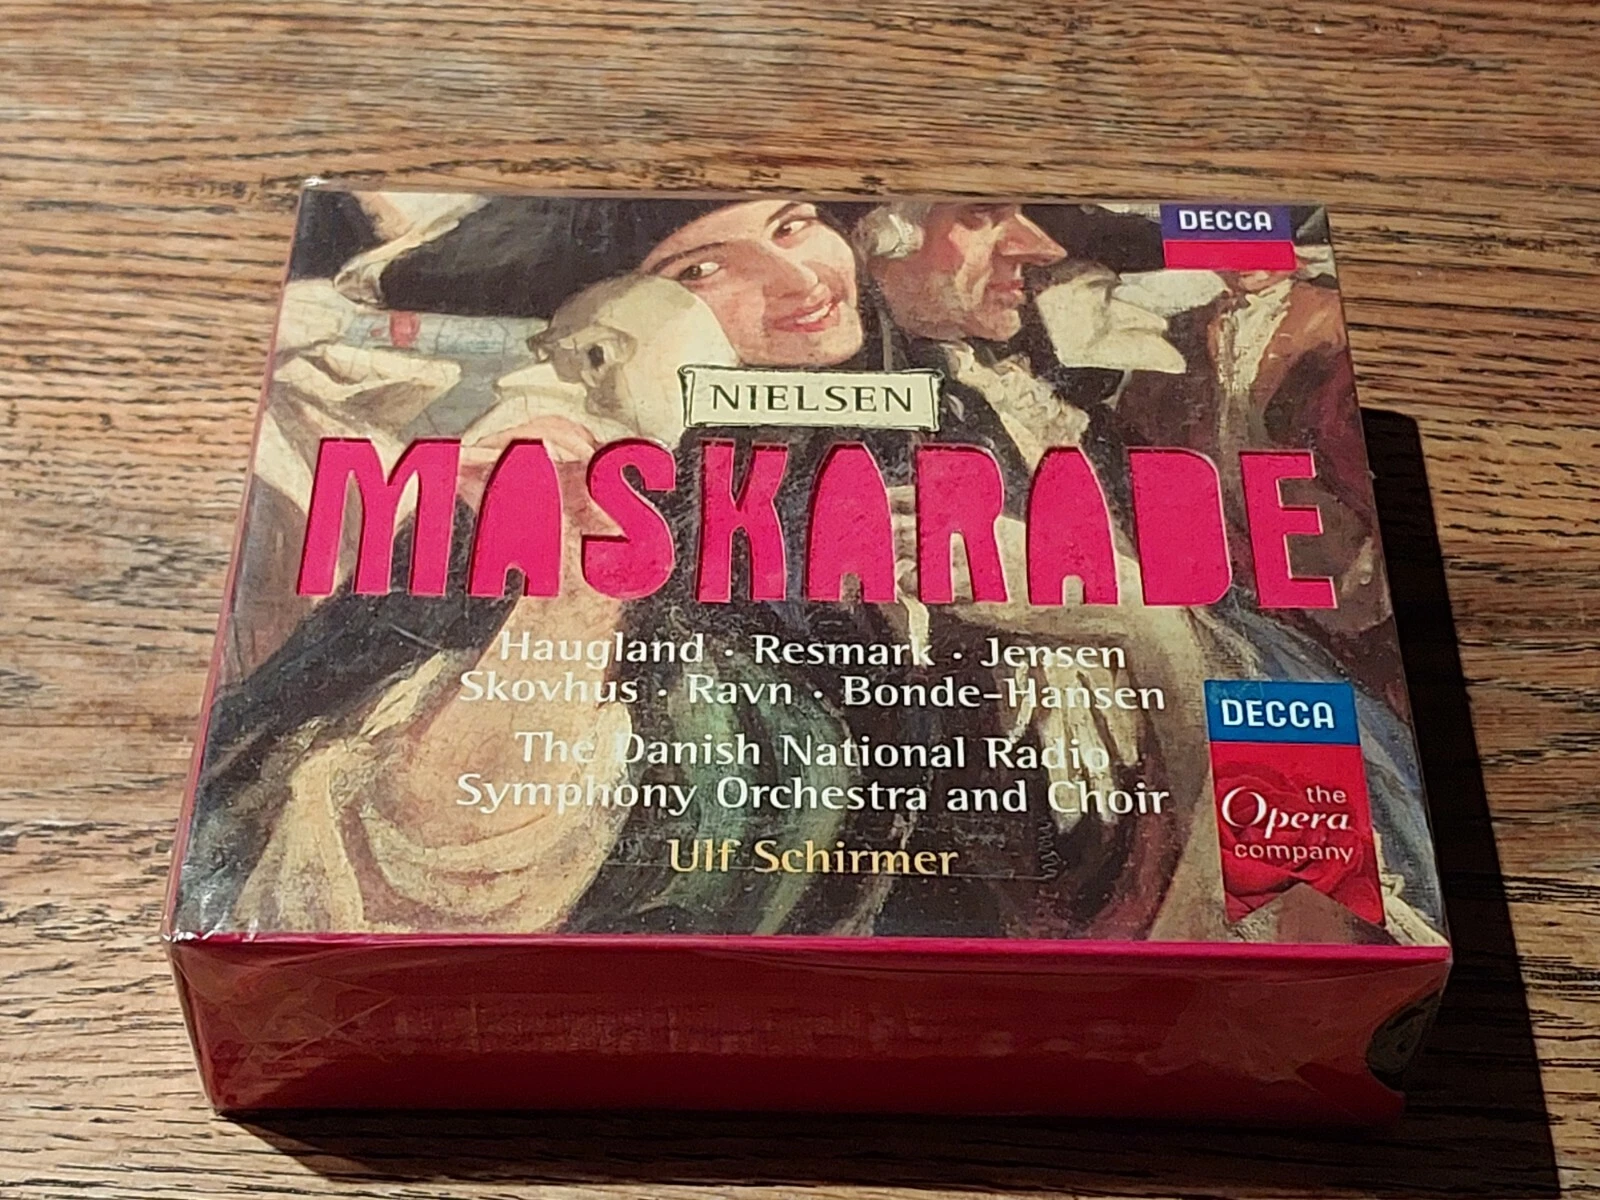 DECCA
NIELSEN
MASKARADE
Haugland · Resmark · Jensen
Skovhus · Ravn · Bonde-Hansen
The Danish National Radio
Symphony Orchestra and Choir
Ulf Schirmer
DECCA
the
Opera
company